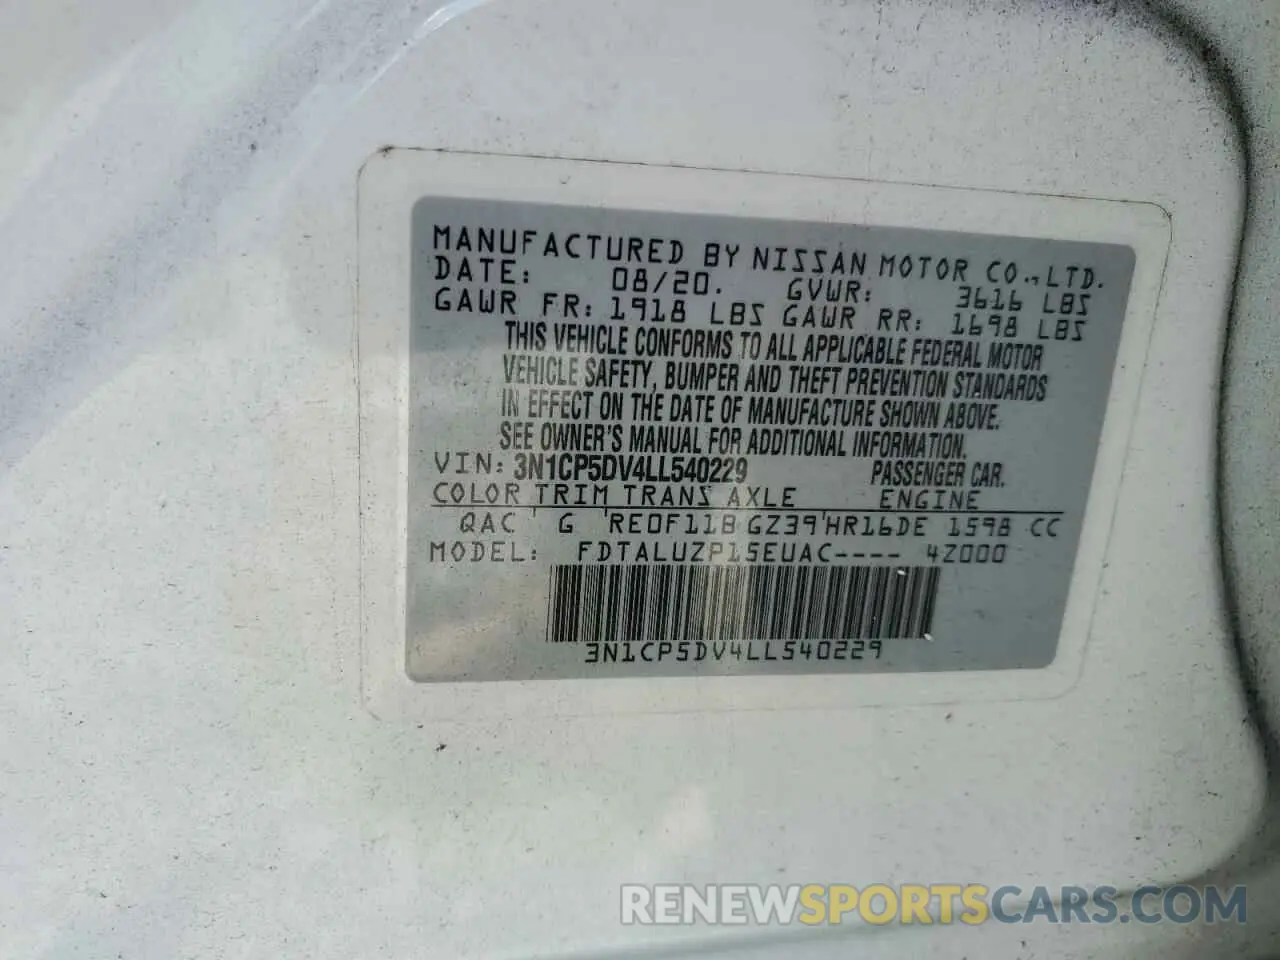 MANUFACTURED BY NISSAN MOTOR CO.,LTD.
DATE: 08/20. GVWR: 3616 LBS
GAWR FR: 1918 LBS GAWR RR: 1698 LBS
THIS VEHICLE CONFORMS TO ALL APPLICABLE FEDERAL MOTOR
VEHICLE SAFETY, BUMPER AND THEFT PREVENTION STANDARDS
IN EFFECT ON THE DATE OF MANUFACTURE SHOWN ABOVE.
SEE OWNER'S MANUAL FOR ADDITIONAL INFORMATION.
VIN: 3N1CP5DV4LL540229 PASSENGER CAR.
COLOR TRIM TRANS AXLE ENGINE
QAC ' G 'RE0F11B GZ39'HR16DE 1598 CC
MODEL: FDTALUZP15EUAC---- 4Z000
3N1CP5DV4LL540229
RENEWSPORTSCARS.COM